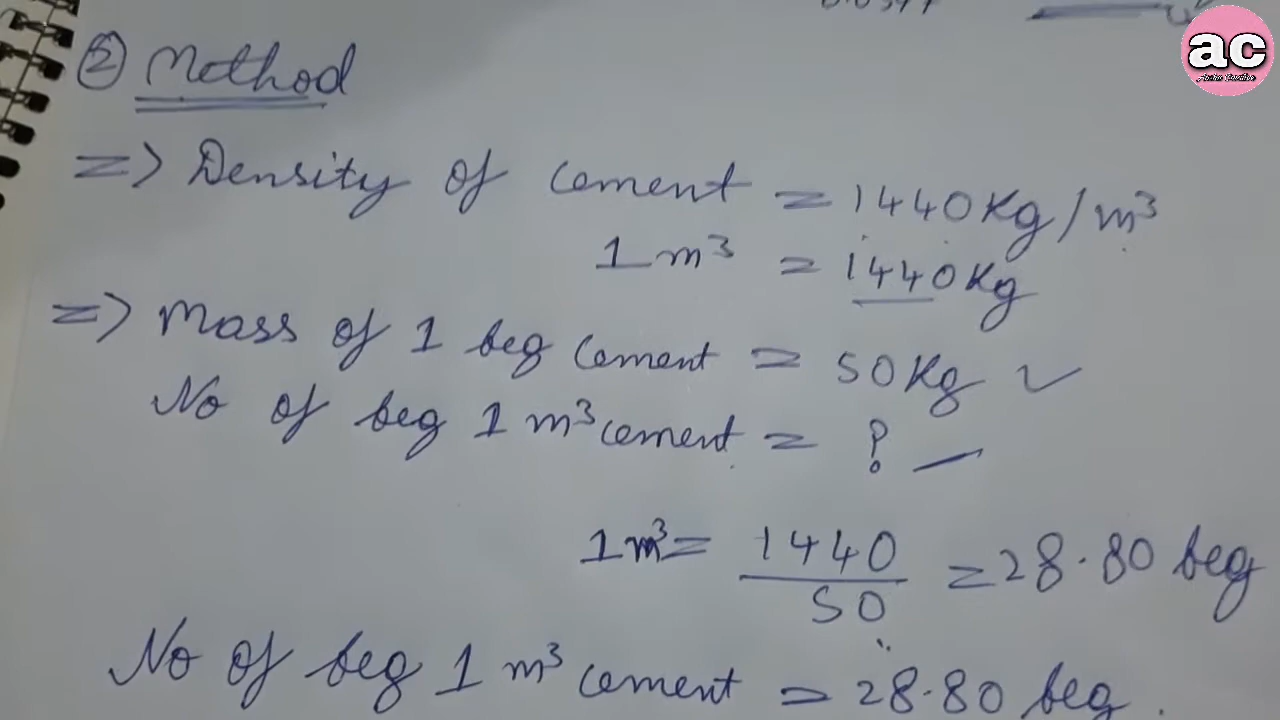 ② Method
=> Density of cement = 1440 Kg/m³
1 m³ = 1440 Kg
=> Mass of 1 beg cement = 50 Kg ✓
No of beg 1 m³ cement = ? —
1 m³ = 1440/50 = 28.80 beg
No of beg 1 m³ cement = 28.80 beg.
ac